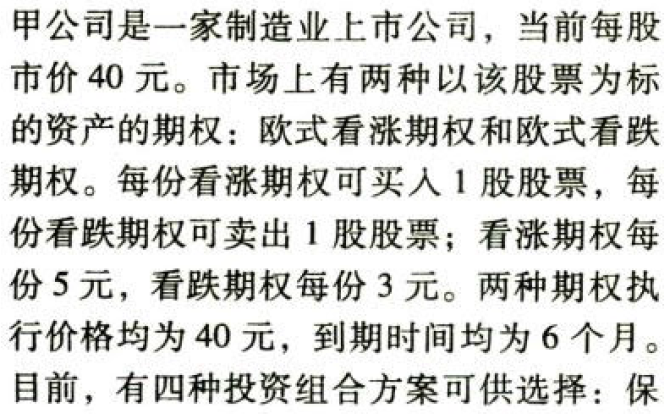 甲公司是一家制造业上市公司，当前每股
市价 40 元。市场上有两种以该股票为标
的资产的期权：欧式看涨期权和欧式看跌
期权。每份看涨期权可买入 1 股股票，每
份看跌期权可卖出 1 股股票；看涨期权每
份 5 元，看跌期权每份 3 元。两种期权执
行价格均为 40 元，到期时间均为 6 个月。
目前，有四种投资组合方案可供选择：保